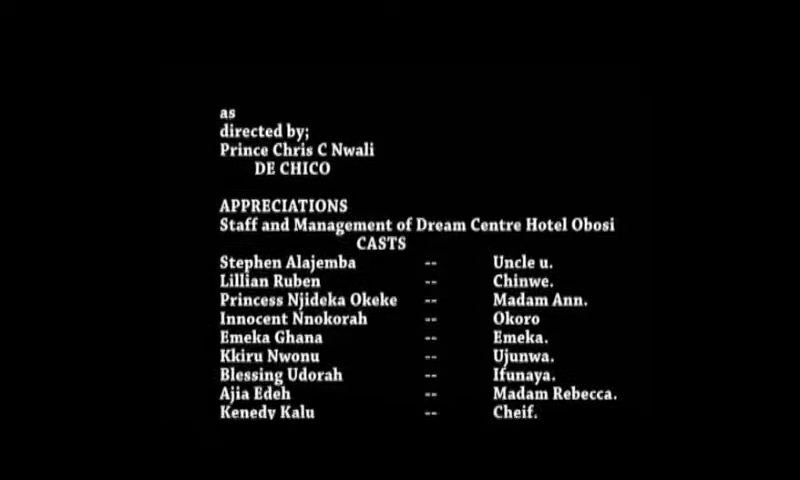 as
directed by;
Prince Chris C Nwali
DE CHICO
APPRECIATIONS
Staff and Management of Dream Centre Hotel Obosi
CASTS
Stephen Alajemba -- Uncle u.
Lillian Ruben -- Chinwe.
Princess Njideka Okeke -- Madam Ann.
Innocent Nnokorah -- Okoro
Emeka Ghana -- Emeka.
Kkiru Nwonu -- Ujunwa.
Blessing Udorah -- Ifunaya.
Ajia Edeh -- Madam Rebecca.
Kenedy Kalu -- Cheif.